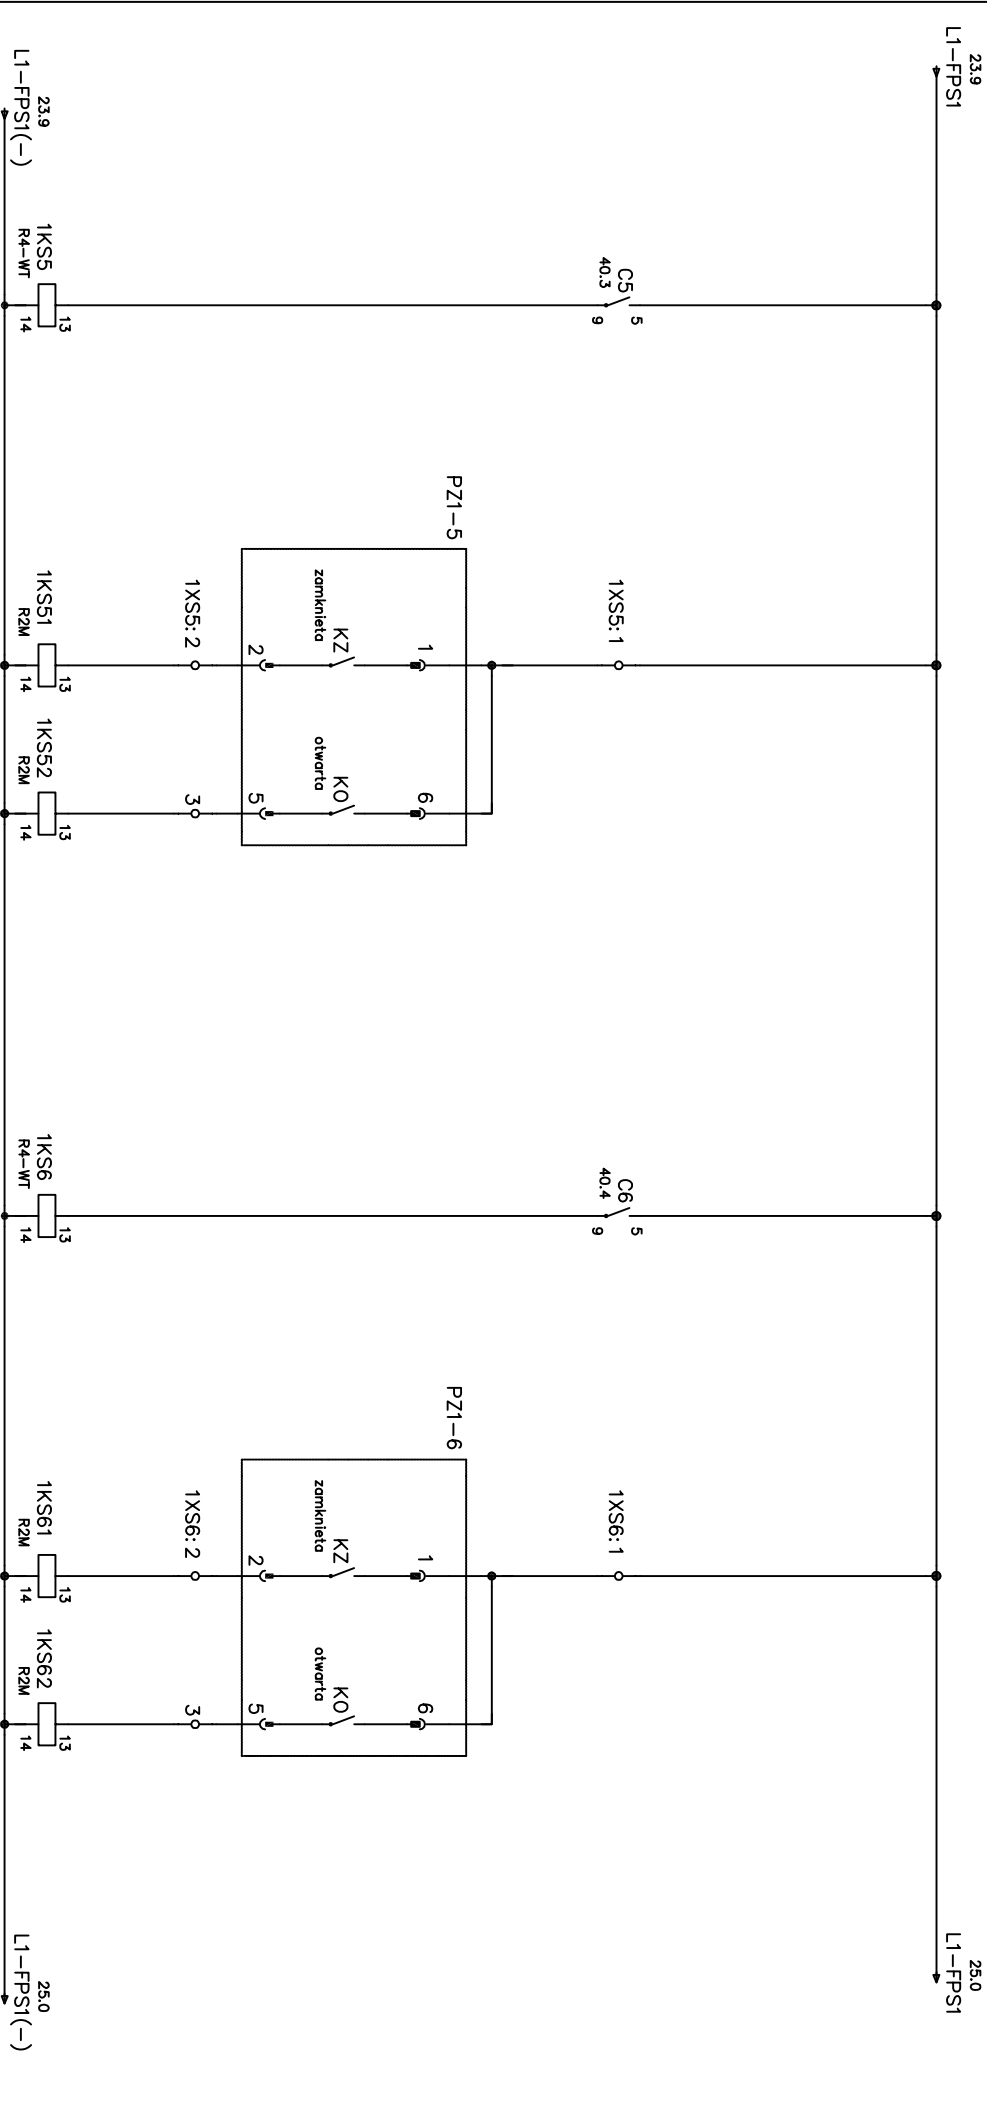 23.9
L1-FPS1
25.0
L1-FPS1
C5
40.3
5
9
1XS5:1
C6
40.4
5
9
1XS6:1
PZ1-5
1
6
KZ
zamknieta
KO
otwarta
2
5
1XS5:2
3
PZ1-6
1
6
KZ
zamknieta
KO
otwarta
2
5
1XS6:2
3
1KS5
R4-WT
13
14
1KS51
R2M
13
14
1KS52
R2M
13
14
1KS6
R4-WT
13
14
1KS61
R2M
13
14
1KS62
R2M
13
14
23.9
L1-FPS1(-)
25.0
L1-FPS1(-)